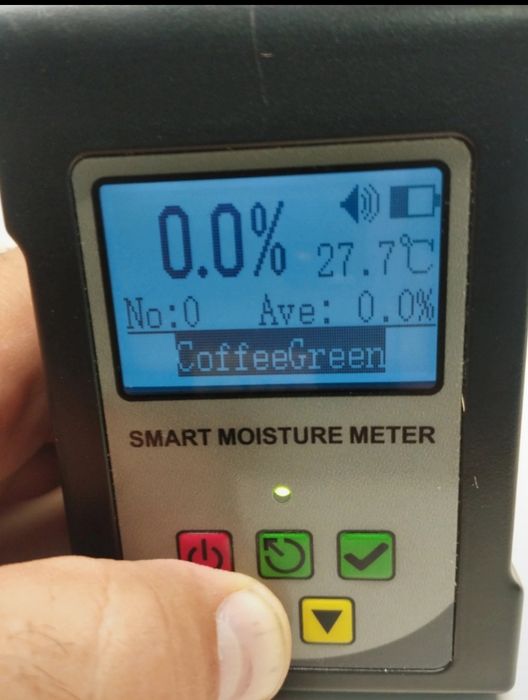 0.0%
27.7℃
No:0 Ave: 0.0%
CoffeeGreen
SMART MOISTURE METER